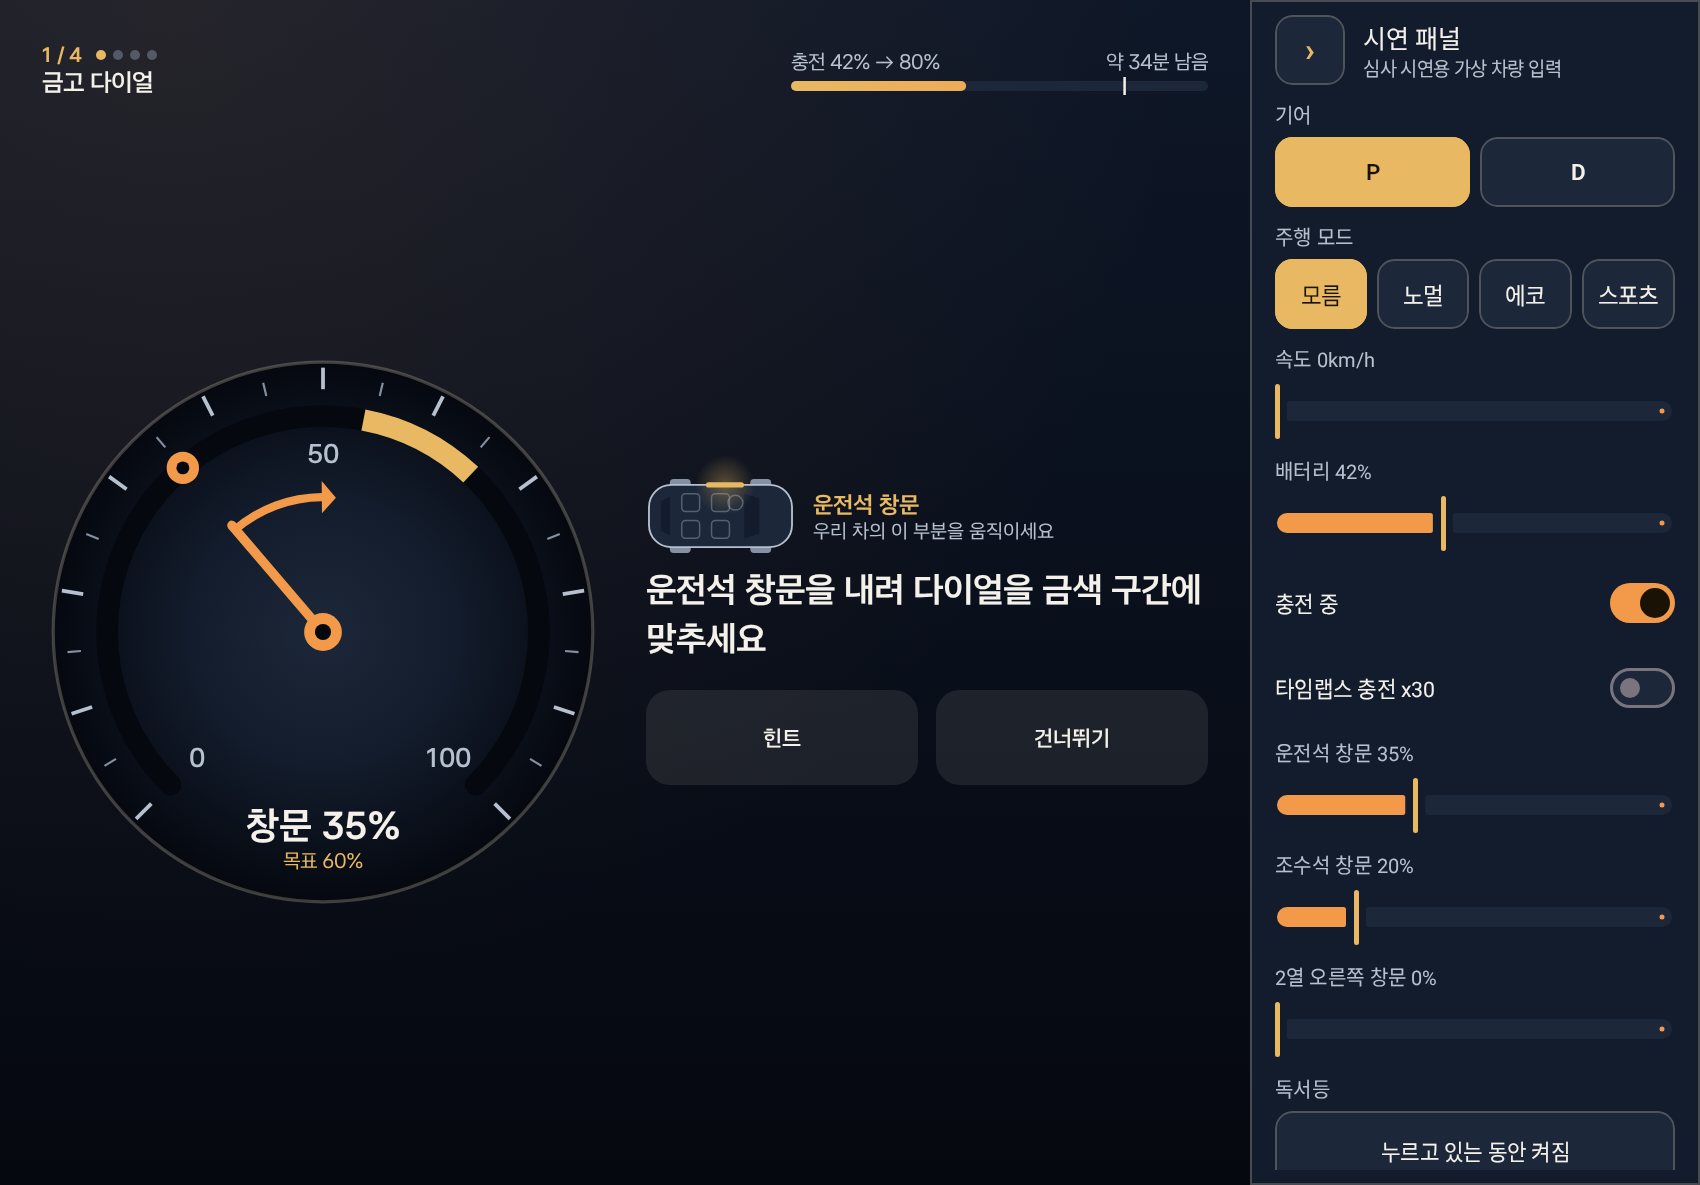 1 / 4
금고 다이얼
충전 42% → 80%
약 34분 남음
50
0
100
창문 35%
목표 60%
운전석 창문
우리 차의 이 부분을 움직이세요
운전석 창문을 내려 다이얼을 금색 구간에
맞추세요
힌트
건너뛰기
시연 패널
심사 시연용 가상 차량 입력
기어
P
D
주행 모드
모름
노멀
에코
스포츠
속도 0km/h
배터리 42%
충전 중
타임랩스 충전 x30
운전석 창문 35%
조수석 창문 20%
2열 오른쪽 창문 0%
독서등
누르고 있는 동안 켜짐